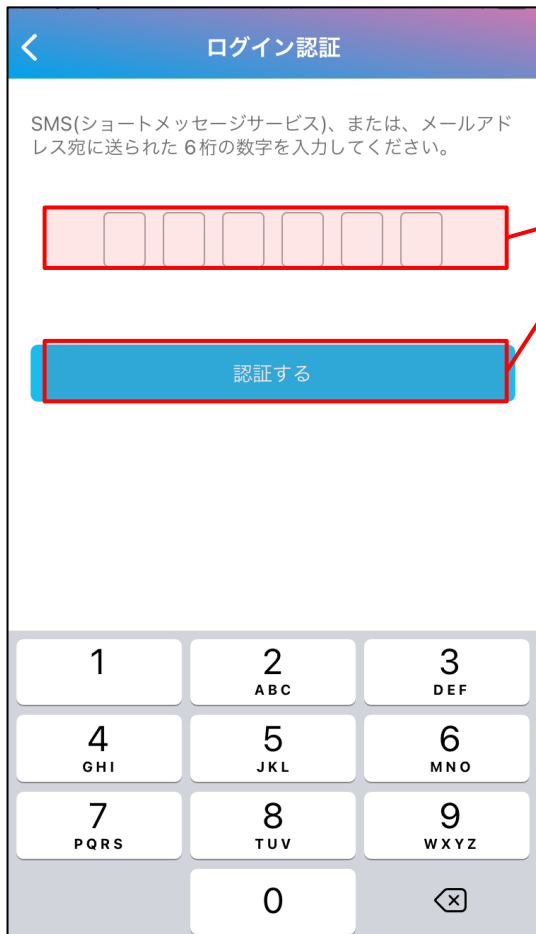 ログイン認証
SMS(ショートメッセージサービス)、または、メールアド
レス宛に送られた 6桁の数字を入力してください。
認証する
1
2
3
ABC
DEF
4
5
6
GHI
JKL
MNO
7
8
9
PQRS
TUV
WXYZ
0